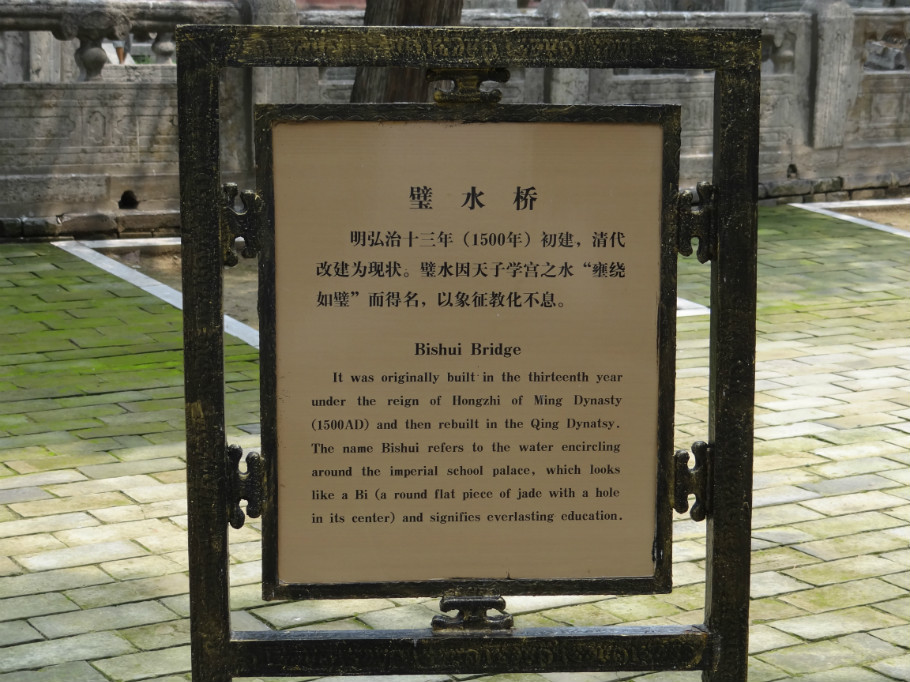 璧水桥
明弘治十三年（1500年）初建，清代
改建为现状。璧水因天子学宫之水“壅绕
如璧”而得名，以象征教化不息。
Bishui Bridge
It was originally built in the thirteenth year
under the reign of Hongzhi of Ming Dynasty
(1500AD) and then rebuilt in the Qing Dynatsy.
The name Bishui refers to the water encircling
around the imperial school palace, which looks
like a Bi (a round flat piece of jade with a hole
in its center) and signifies everlasting education.